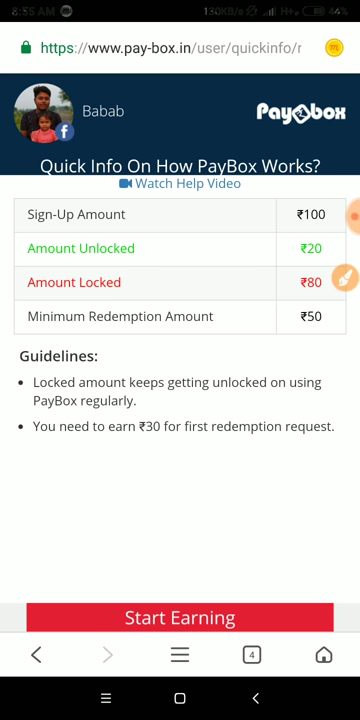 8:55 AM 130KB/s H+ 44%
https://www.pay-box.in/user/quickinfo/r
Babab
Paybox
Quick Info On How PayBox Works?
Watch Help Video
Sign-Up Amount ₹100
Amount Unlocked ₹20
Amount Locked ₹80
Minimum Redemption Amount ₹50
Guidelines:
Locked amount keeps getting unlocked on using
PayBox regularly.
You need to earn ₹30 for first redemption request.
Start Earning
4